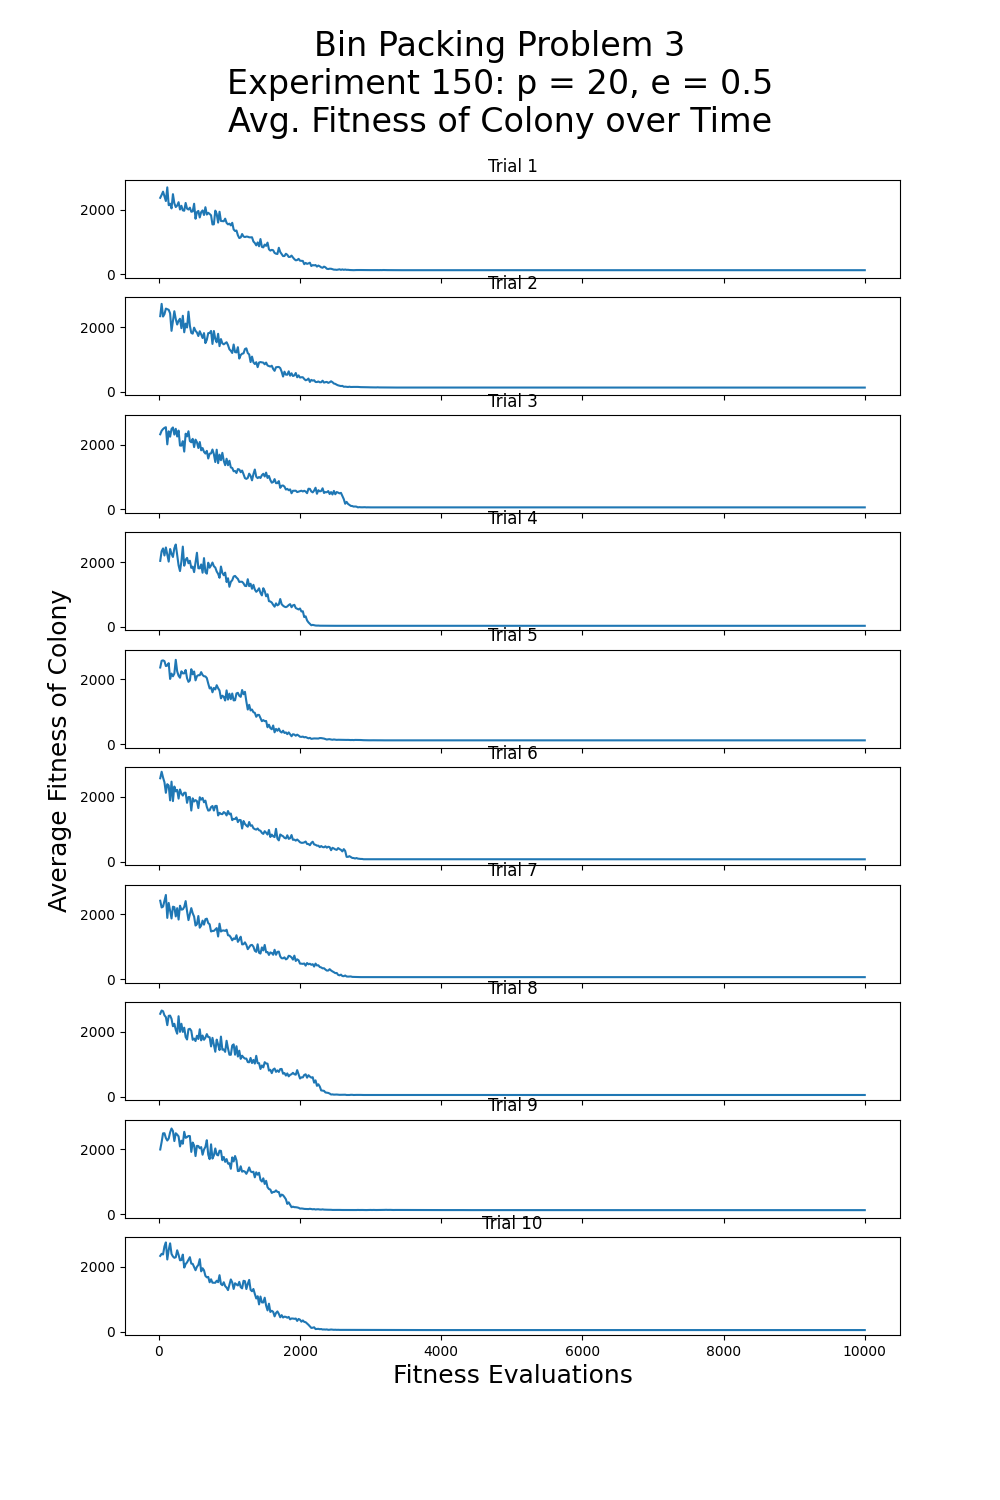 Bin Packing Problem 3
Experiment 150: p = 20, e = 0.5
Avg. Fitness of Colony over Time
Trial 1
2000
0
Trial 2
2000
0
Trial 3
2000
0
Trial 4
2000
0
Trial 5
2000
0
Trial 6
2000
0
Trial 7
2000
0
Trial 8
2000
0
Trial 9
2000
0
Trial 10
2000
0
0 2000 4000 6000 8000 10000
Fitness Evaluations
Average Fitness of Colony